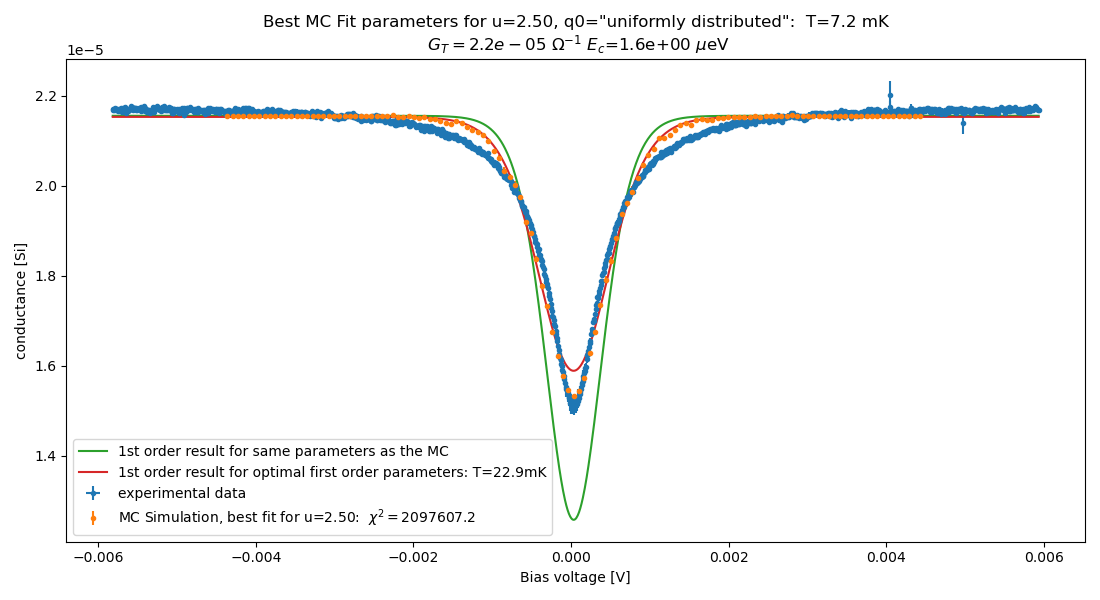 Best MC Fit parameters for u=2.50, q0="uniformly distributed":  T=7.2 mK
$G_T = 2.2e-05\ \Omega^{-1}\ E_c$=1.6e+00 $\mu$eV
1e−5
2.2
2.0
1.8
1.6
1.4
conductance [Si]
1st order result for same parameters as the MC
1st order result for optimal first order parameters: T=22.9mK
experimental data
MC Simulation, best fit for u=2.50:  $\chi^2 = 2097607.2$
−0.006
−0.004
−0.002
0.000
0.002
0.004
0.006
Bias voltage [V]